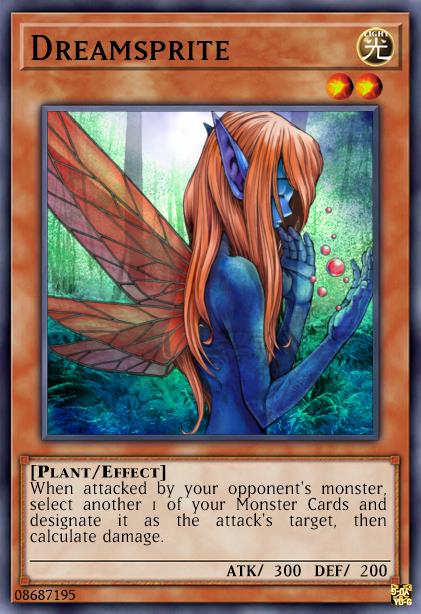 DREAMSPRITE
LIGHT
光
[PLANT/EFFECT]
When attacked by your opponent's monster,
select another 1 of your Monster Cards and
designate it as the attack's target, then
calculate damage.
ATK/ 300 DEF/ 200
08687195